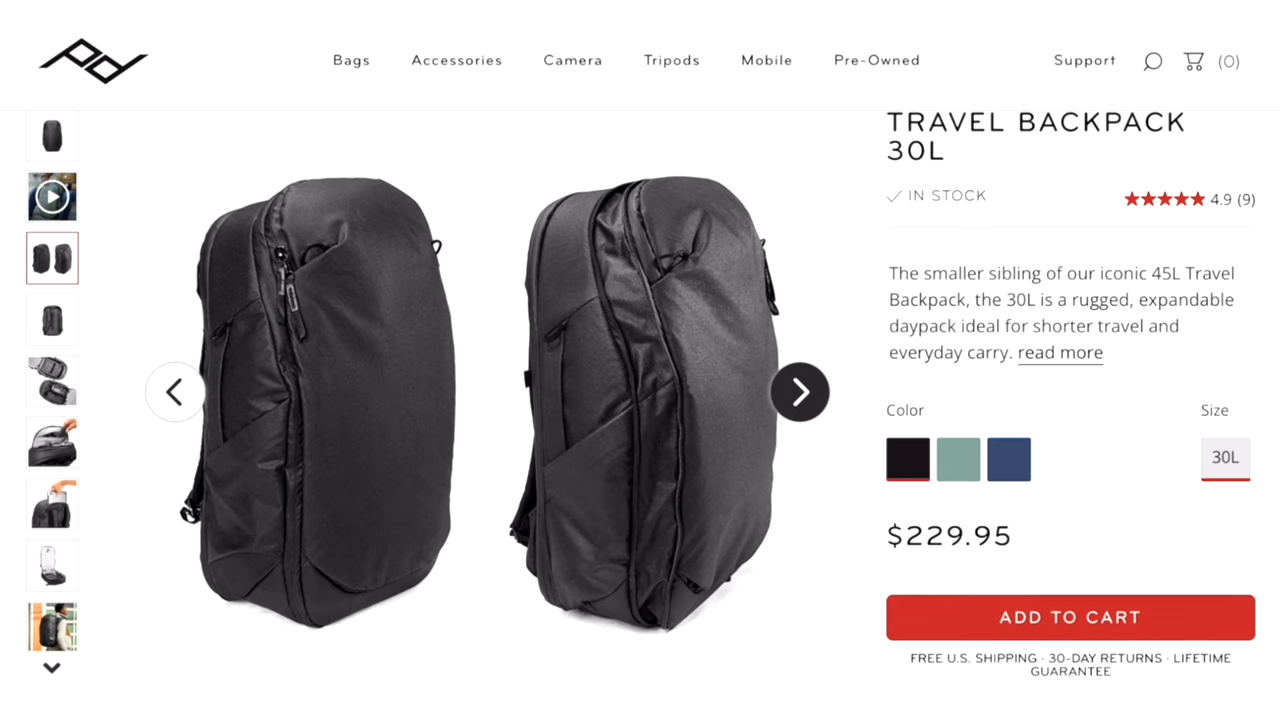 Bags Accessories Camera Tripods Mobile Pre-Owned Support (0)
TRAVEL BACKPACK
30L
IN STOCK
4.9 (9)
The smaller sibling of our iconic 45L Travel
Backpack, the 30L is a rugged, expandable
daypack ideal for shorter travel and
everyday carry. read more
Color Size
30L
$229.95
ADD TO CART
FREE U.S. SHIPPING · 30-DAY RETURNS · LIFETIME
GUARANTEE